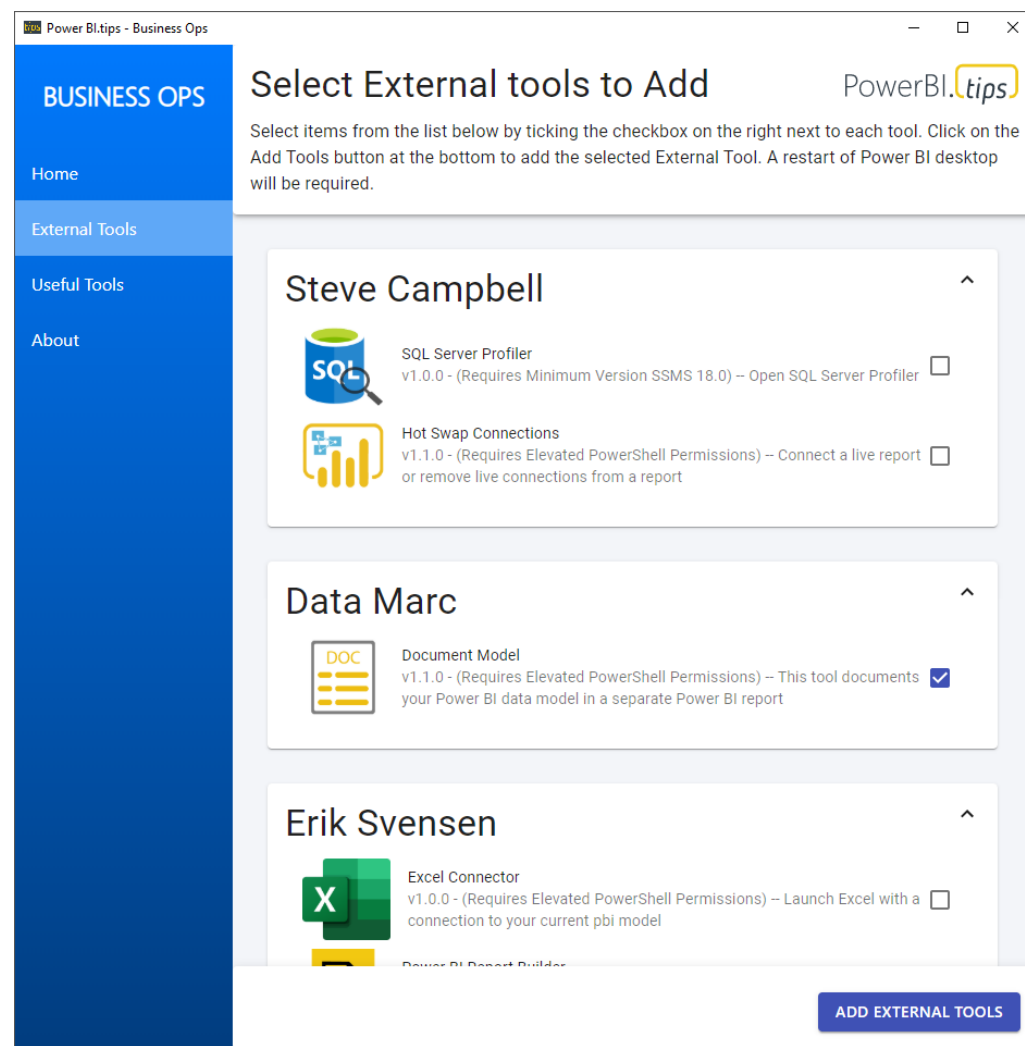 tips Power BI.tips - Business Ops
BUSINESS OPS
Home
External Tools
Useful Tools
About
Select External tools to Add
PowerBI.tips
Select items from the list below by ticking the checkbox on the right next to each tool. Click on the
Add Tools button at the bottom to add the selected External Tool. A restart of Power BI desktop
will be required.
Steve Campbell
SQL
SQL Server Profiler
v1.0.0 - (Requires Minimum Version SSMS 18.0) -- Open SQL Server Profiler
Hot Swap Connections
v1.1.0 - (Requires Elevated PowerShell Permissions) -- Connect a live report
or remove live connections from a report
Data Marc
DOC
Document Model
v1.1.0 - (Requires Elevated PowerShell Permissions) -- This tool documents
your Power BI data model in a separate Power BI report
Erik Svensen
X
Excel Connector
v1.0.0 - (Requires Elevated PowerShell Permissions) -- Launch Excel with a
connection to your current pbi model
Power BI Report Builder
ADD EXTERNAL TOOLS